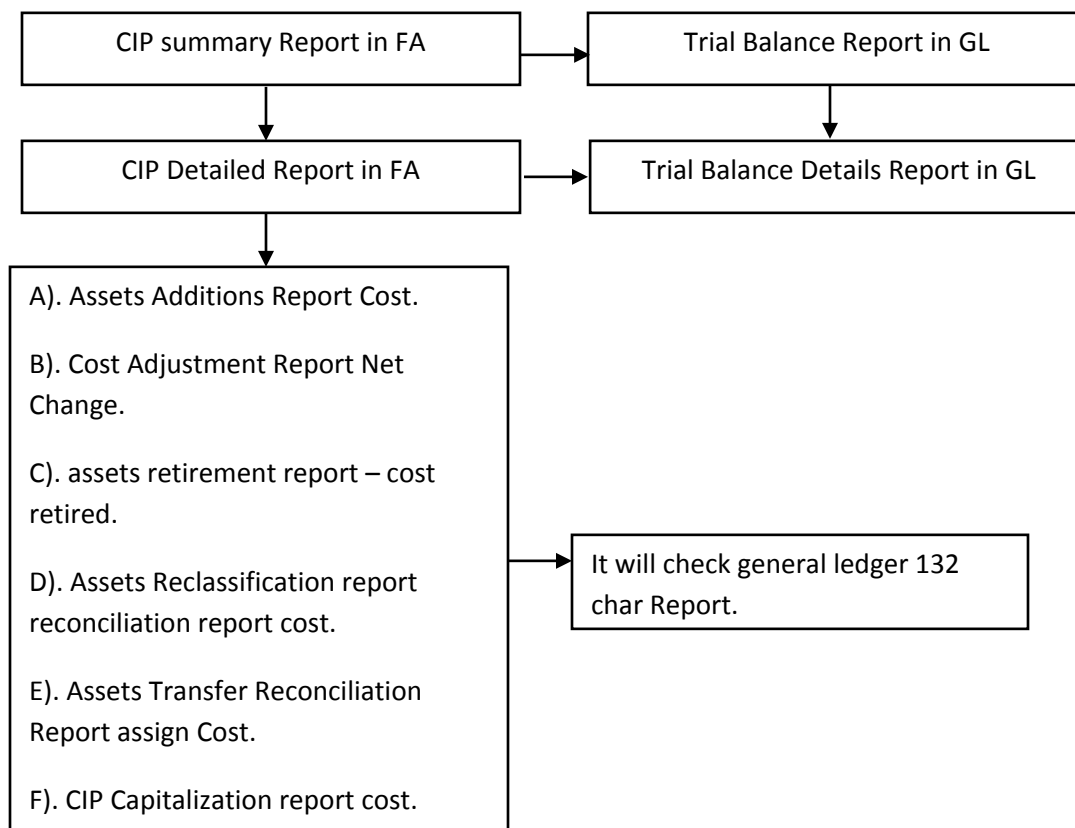 CIP summary Report in FA
Trial Balance Report in GL
CIP Detailed Report in FA
Trial Balance Details Report in GL
A). Assets Additions Report Cost.
B). Cost Adjustment Report Net
Change.
C). assets retirement report – cost
retired.
D). Assets Reclassification report
reconciliation report cost.
E). Assets Transfer Reconciliation
Report assign Cost.
F). CIP Capitalization report cost.
It will check general ledger 132
char Report.